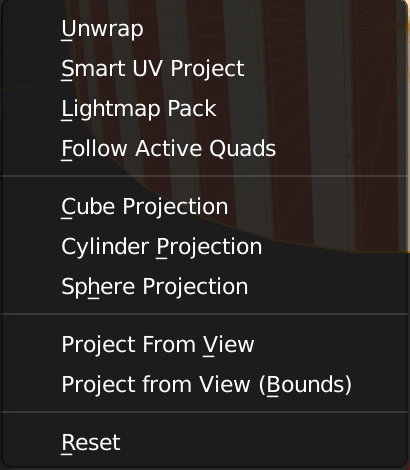 Unwrap
Smart UV Project
Lightmap Pack
Follow Active Quads
Cube Projection
Cylinder Projection
Sphere Projection
Project From View
Project from View (Bounds)
Reset